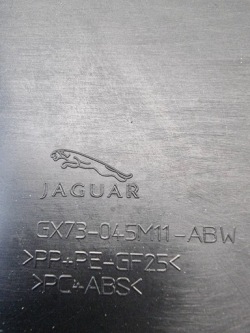 JAGUAR
GX73-045M11-ABW
>PP+PE-GF25<
>PC+ABS<